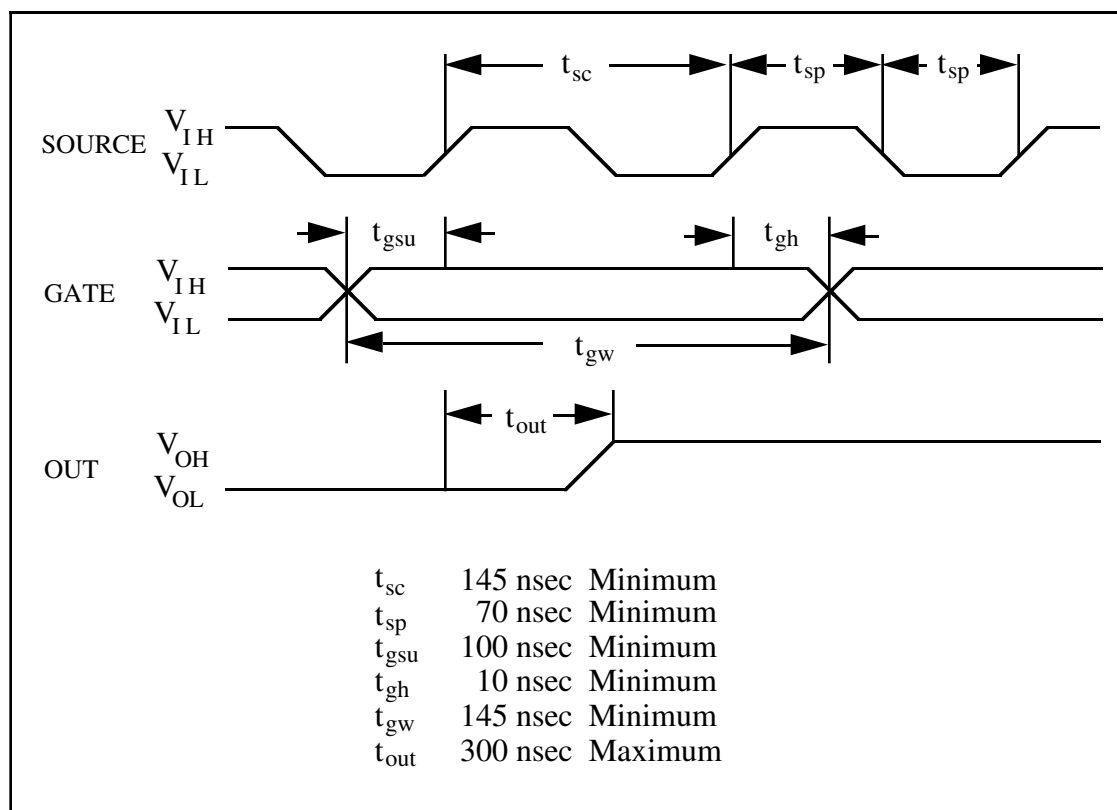 t_sc t_sp t_sp
SOURCE V_IH
V_IL
t_gsu t_gh
GATE V_IH
V_IL
t_gw
t_out
OUT V_OH
V_OL
t_sc 145 nsec Minimum
t_sp 70 nsec Minimum
t_gsu 100 nsec Minimum
t_gh 10 nsec Minimum
t_gw 145 nsec Minimum
t_out 300 nsec Maximum